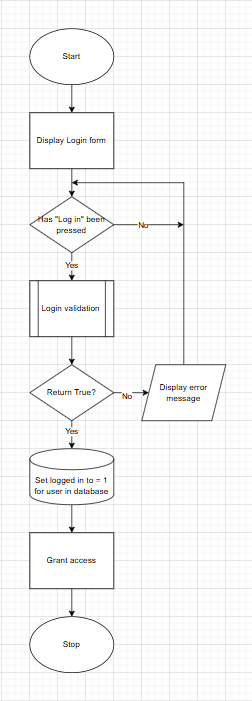 Start
Display Login form
Has "Log in" been
pressed
No
Yes
Login validation
Return True?
No
Display error
message
Yes
Set logged in to = 1
for user in database
Grant access
Stop